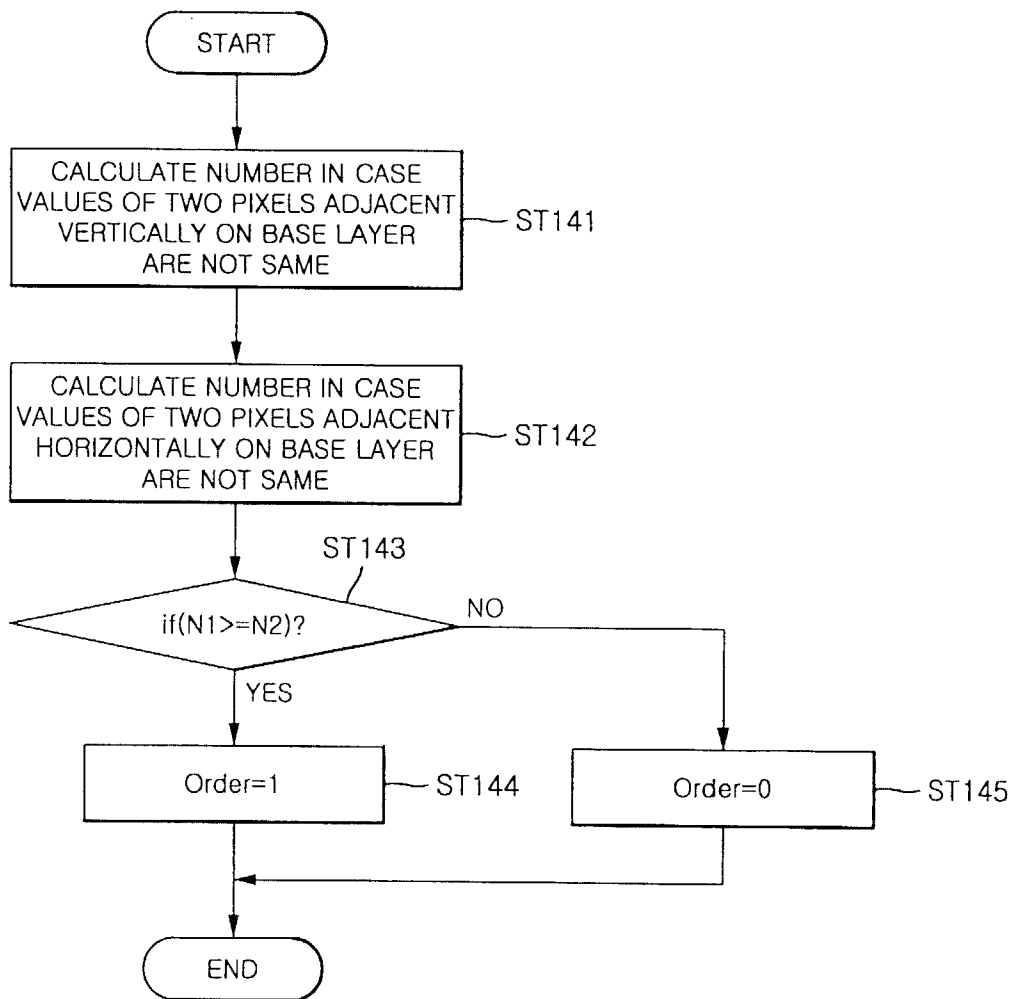 START
CALCULATE NUMBER IN CASE
VALUES OF TWO PIXELS ADJACENT
VERTICALLY ON BASE LAYER
ARE NOT SAME
ST141
CALCULATE NUMBER IN CASE
VALUES OF TWO PIXELS ADJACENT
HORIZONTALLY ON BASE LAYER
ARE NOT SAME
ST142
ST143
if(N1>=N2)?
NO
YES
Order=1
ST144
Order=0
ST145
END